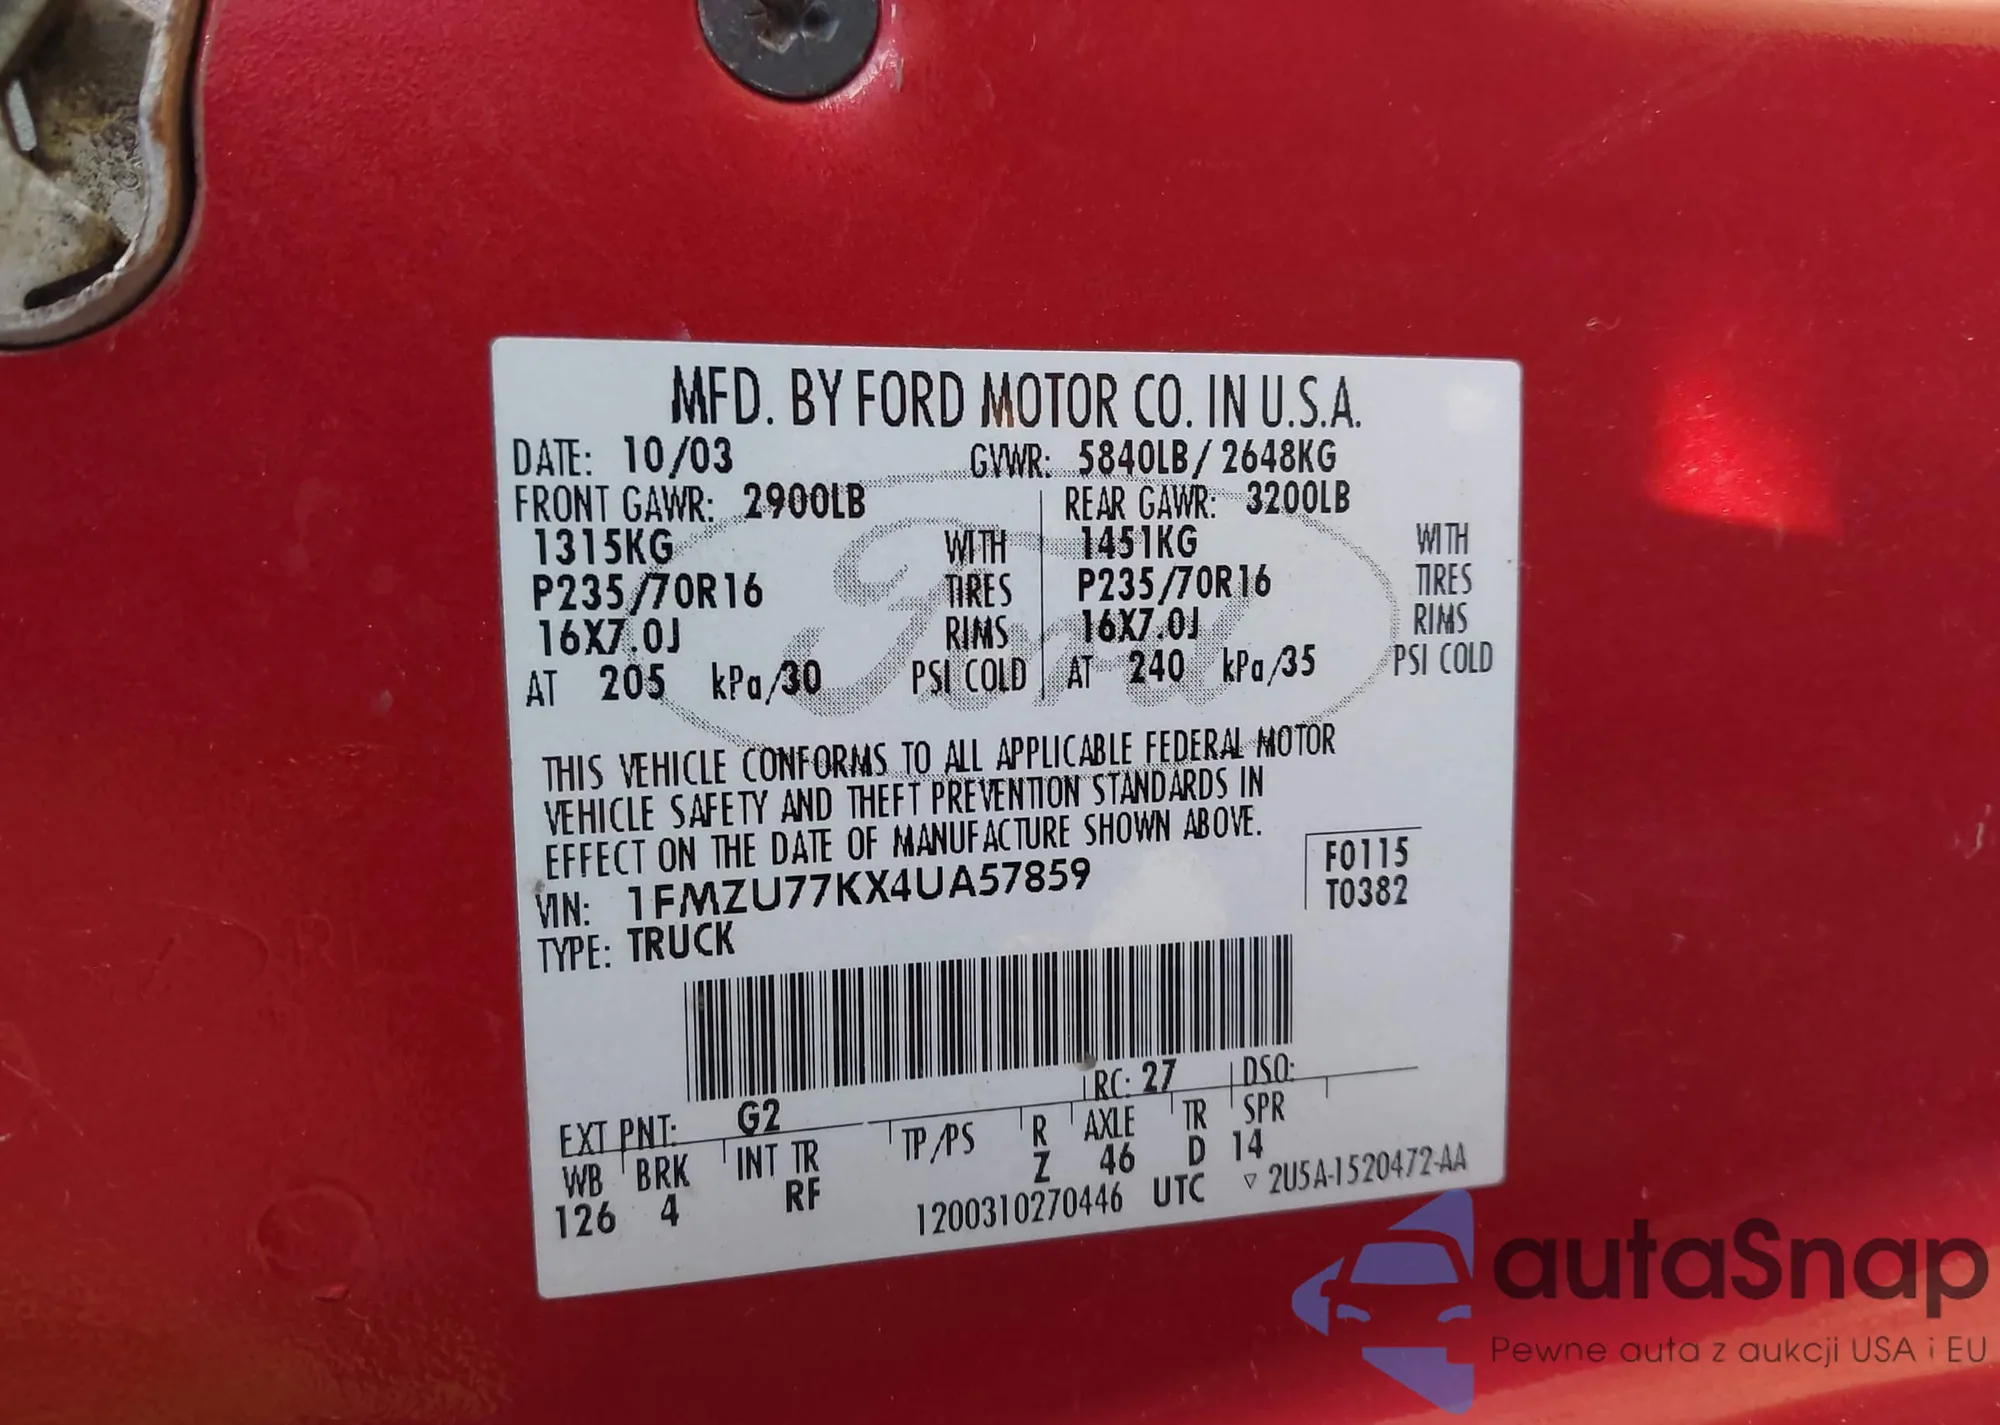 MFD. BY FORD MOTOR CO. IN U.S.A.
DATE: 10/03 GVWR: 5840LB/2648KG
FRONT GAWR: 2900LB REAR GAWR: 3200LB
1315KG WITH 1451KG WITH
P235/70R16 TIRES P235/70R16 TIRES
16X7.0J RIMS 16X7.0J RIMS
AT 205 kPa/30 PSI COLD AT 240 kPa/35 PSI COLD
Ford
THIS VEHICLE CONFORMS TO ALL APPLICABLE FEDERAL MOTOR
VEHICLE SAFETY AND THEFT PREVENTION STANDARDS IN
EFFECT ON THE DATE OF MANUFACTURE SHOWN ABOVE.
VIN: 1FMZU77KX4UA57859 F0115
TYPE: TRUCK T0382
RC: 27 DSO:
EXT PNT: G2
WB BRK INT TR TP/PS R AXLE TR SPR
126 4 RF Z 46 D 14
1200310270446 UTC ▽ 2U5A-1520472-AA
autaSnap
Pewne auta z aukcji USA i EU